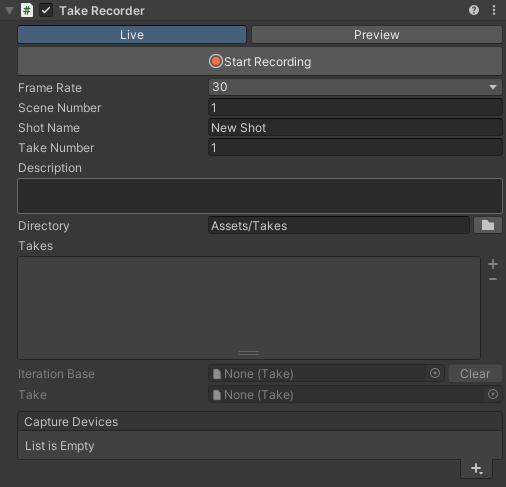 Take Recorder
Live Preview
Start Recording
Frame Rate 30
Scene Number 1
Shot Name New Shot
Take Number 1
Description
Directory Assets/Takes
Takes
Iteration Base None (Take) Clear
Take None (Take)
Capture Devices
List is Empty